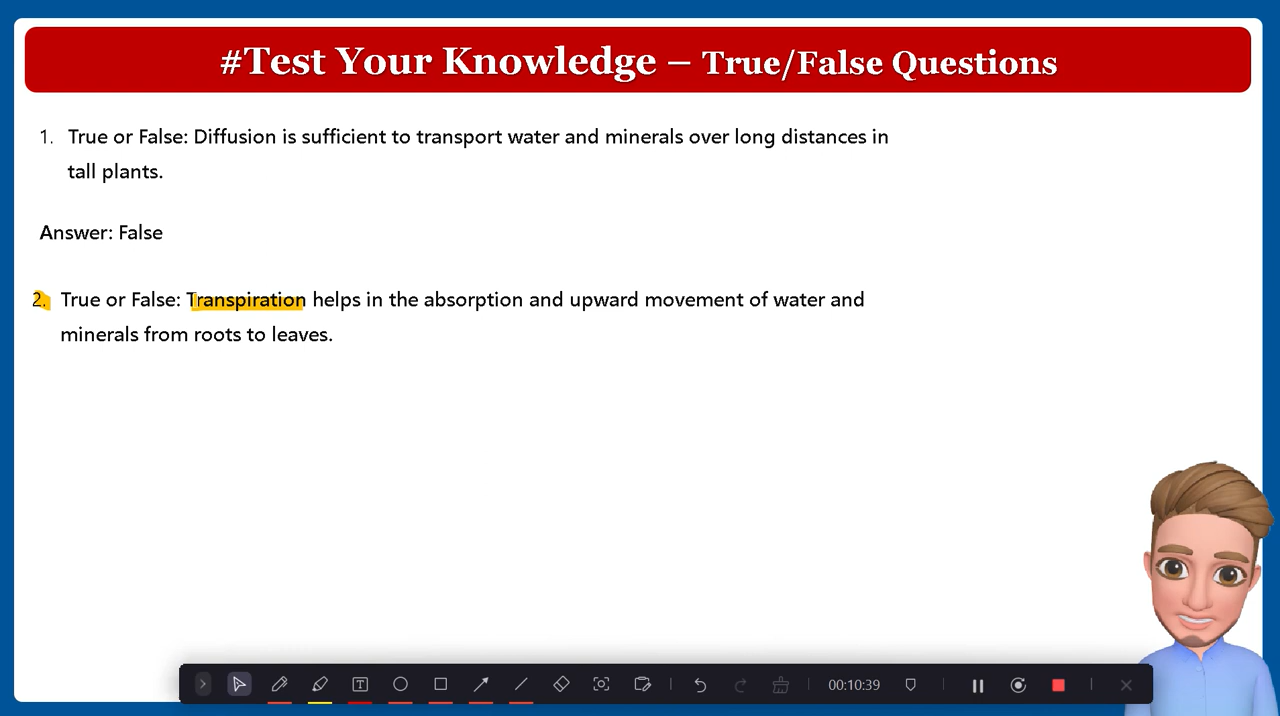 #Test Your Knowledge – True/False Questions
1. True or False: Diffusion is sufficient to transport water and minerals over long distances in
tall plants.
Answer: False
2. True or False: Transpiration helps in the absorption and upward movement of water and
minerals from roots to leaves.
00:10:39